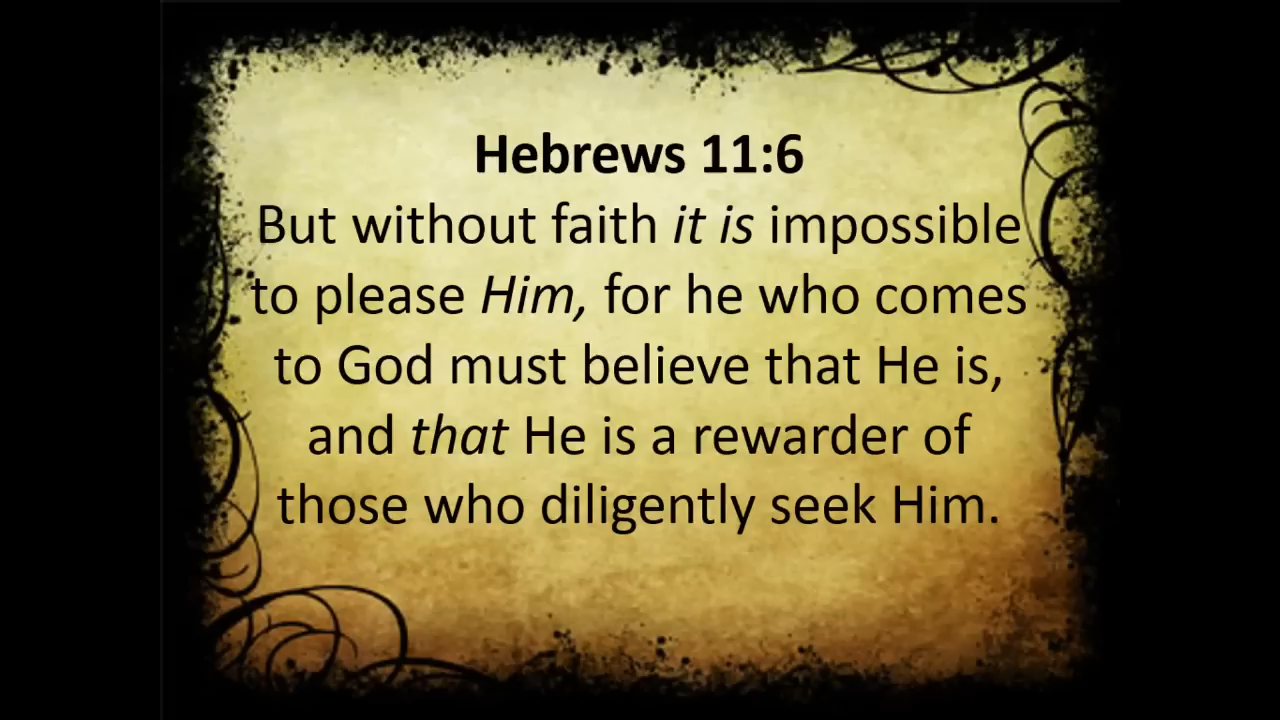 Hebrews 11:6
But without faith it is impossible
to please Him, for he who comes
to God must believe that He is,
and that He is a rewarder of
those who diligently seek Him.